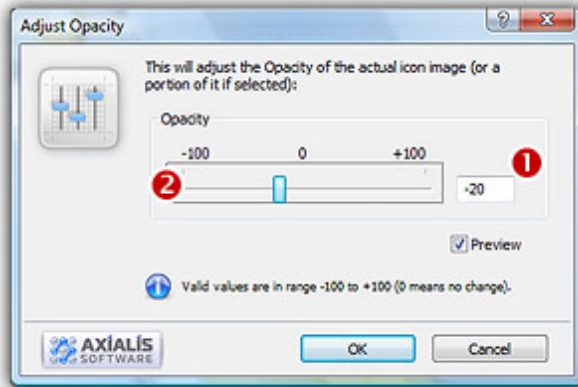 Adjust Opacity
This will adjust the Opacity of the actual icon image (or a
portion of it if selected):
Opacity
-100 0 +100
1
2
-20
Preview
Valid values are in range -100 to +100 (0 means no change).
AXIALIS
SOFTWARE
OK Cancel